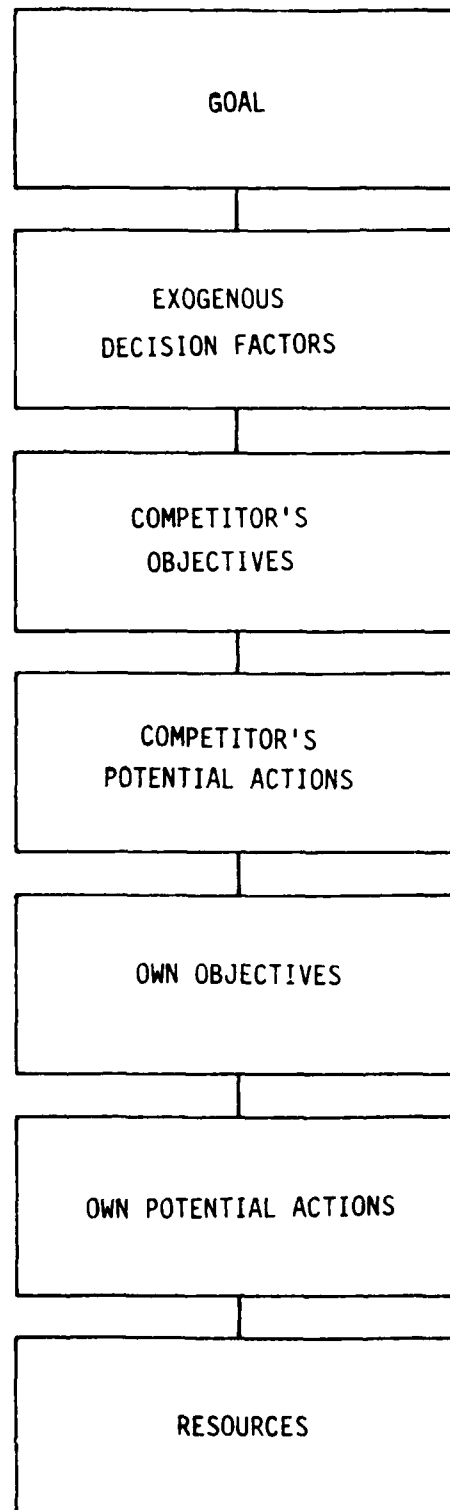 GOAL
EXOGENOUS
DECISION FACTORS
COMPETITOR'S
OBJECTIVES
COMPETITOR'S
POTENTIAL ACTIONS
OWN OBJECTIVES
OWN POTENTIAL ACTIONS
RESOURCES